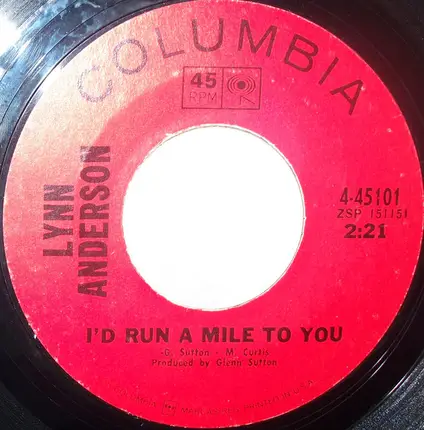 COLUMBIA
45
RPM
LYNN
ANDERSON
4-45101
ZSP 151151
2:21
I'D RUN A MILE TO YOU
-G. Sutton - M. Curtis
Produced by Glenn Sutton